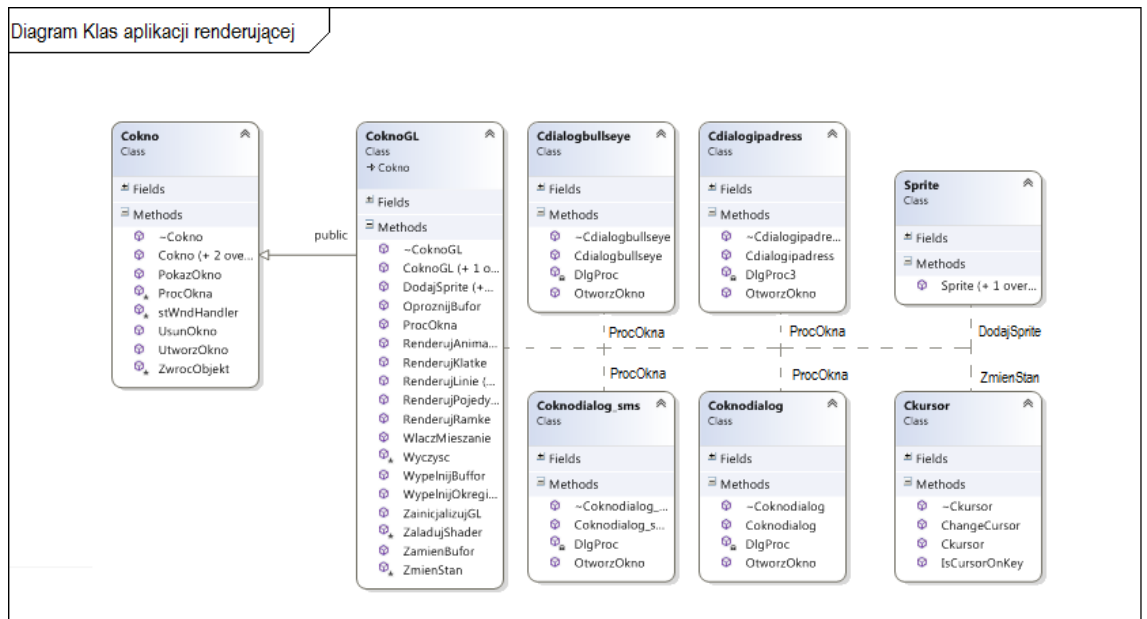 Diagram Klas aplikacji renderującej
Cokno
Class
Fields
Methods
~Cokno
Cokno (+ 2 ove...
PokazOkno
ProcOkna
stWndHandler
UsunOkno
UtworzOkno
ZwrocObjekt
public
CoknoGL
Class
Cokno
Fields
Methods
~CoknoGL
CoknoGL (+ 1 o...
DodajSprite (+...
OproznijBufor
ProcOkna
RenderujAnima...
RenderujKlatke
RenderujLinie (...
RenderujPojedy...
RenderujRamke
WlaczMieszanie
Wyczysc
WypelnijBuffor
WypelnijOkregi...
ZainicjalizujGL
ZaladujShader
ZamienBufor
ZmienStan
Cdialogbullseye
Class
Fields
Methods
~Cdialogbullseye
Cdialogbullseye
DlgProc
OtworzOkno
Cdialogipadress
Class
Fields
Methods
~Cdialogipadre...
Cdialogipadress
DlgProc3
OtworzOkno
Sprite
Class
Fields
Methods
Sprite (+ 1 over...
ProcOkna
ProcOkna
DodajSprite
ProcOkna
ProcOkna
ZmienStan
Coknodialog_sms
Class
Fields
Methods
~Coknodialog_...
Coknodialog_s...
DlgProc
OtworzOkno
Coknodialog
Class
Fields
Methods
~Coknodialog
Coknodialog
DlgProc
OtworzOkno
Ckursor
Class
Fields
Methods
~Ckursor
ChangeCursor
Ckursor
IsCursorOnKey